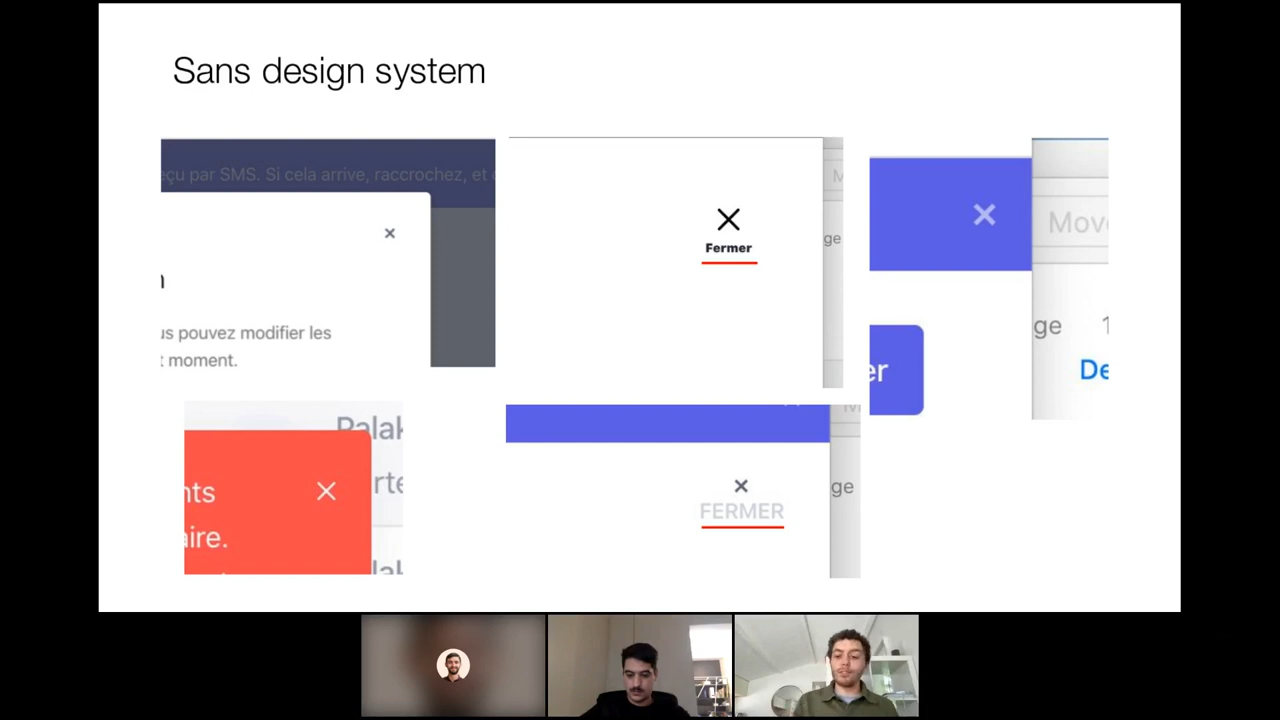 Sans design system
eçu par SMS. Si cela arrive, raccrochez, et
us pouvez modifier les
t moment.
Fermer
ge
Mov
ge
er
De
Palak
nts
rte
aire.
FERMER
ge